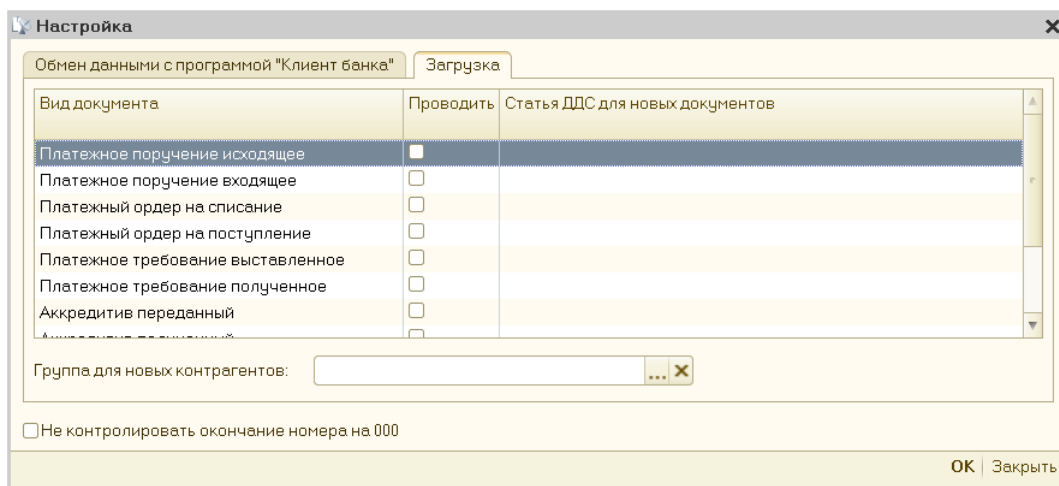 Настройка
Обмен данными с программой "Клиент банка" Загрузка
Вид документа Проводить Статья ДДС для новых документов
Платежное поручение исходящее
Платежное поручение входящее
Платежный ордер на списание
Платежный ордер на поступление
Платежное требование выставленное
Платежное требование полученное
Аккредитив переданный
Группа для новых контрагентов: ...
Не контролировать окончание номера на 000
OK Закрыть